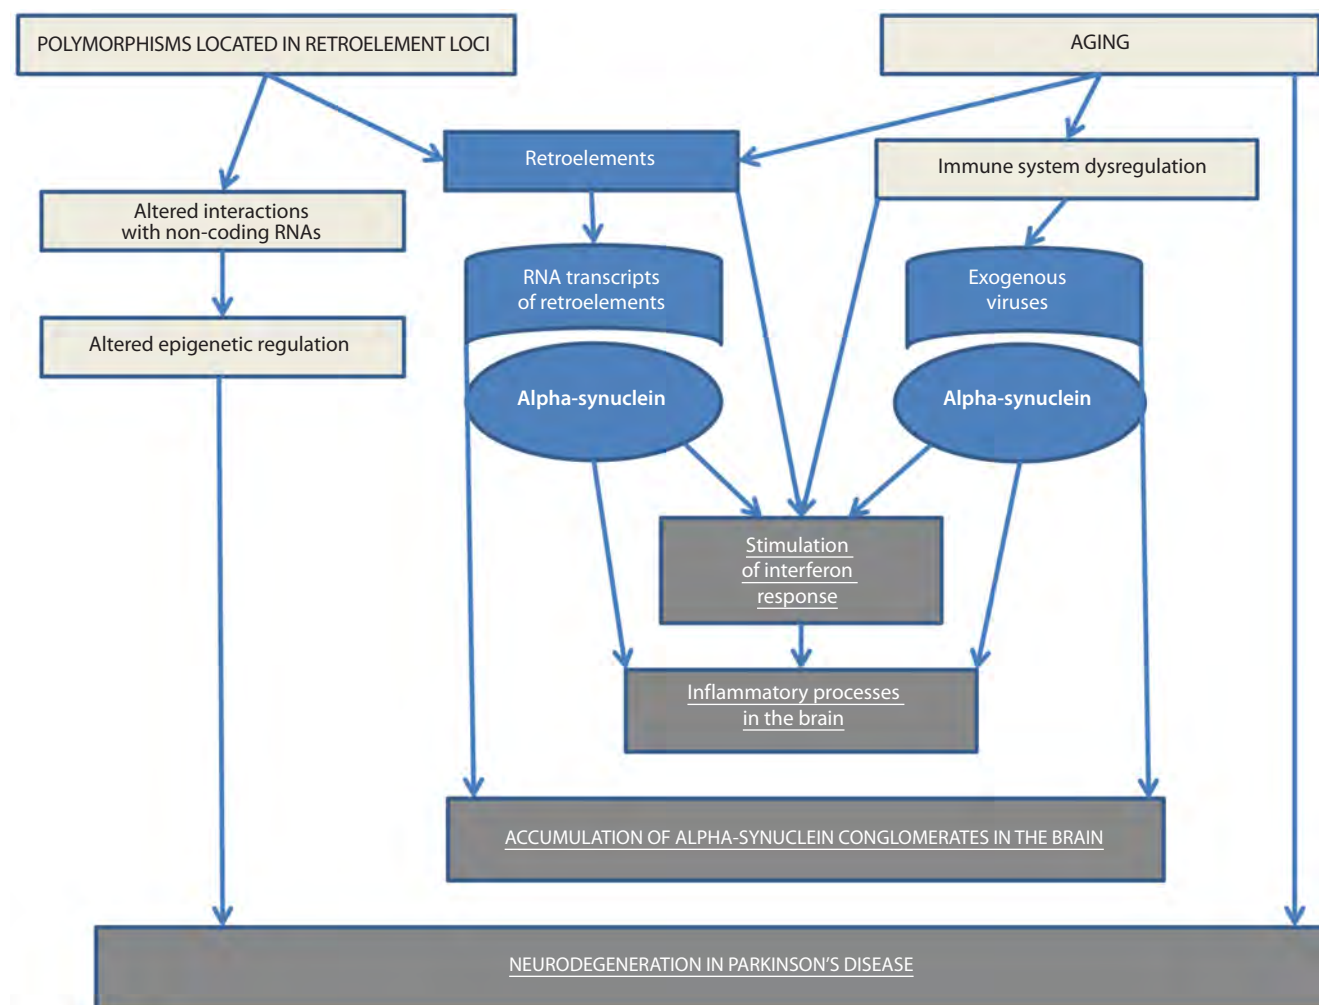 POLYMORPHISMS LOCATED IN RETROELEMENT LOCI
AGING
Retroelements
Immune system dysregulation
Altered interactions
with non-coding RNAs
RNA transcripts
of retroelements
Exogenous
viruses
Altered epigenetic regulation
Alpha-synuclein
Alpha-synuclein
Stimulation
of interferon
response
Inflammatory processes
in the brain
ACCUMULATION OF ALPHA-SYNUCLEIN CONGLOMERATES IN THE BRAIN
NEURODEGENERATION IN PARKINSON’S DISEASE